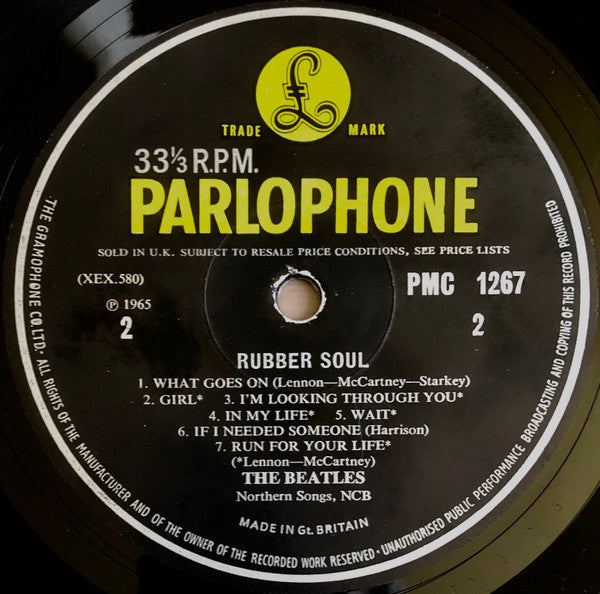 £
TRADE MARK
33⅓ R.P.M.
PARLOPHONE
SOLD IN U.K. SUBJECT TO RESALE PRICE CONDITIONS, SEE PRICE LISTS
(XEX.580) PMC 1267
℗ 1965
2 2
RUBBER SOUL
1. WHAT GOES ON (Lennon—McCartney—Starkey)
2. GIRL* 3. I'M LOOKING THROUGH YOU*
4. IN MY LIFE* 5. WAIT*
6. IF I NEEDED SOMEONE (Harrison)
7. RUN FOR YOUR LIFE*
(*Lennon—McCartney)
THE BEATLES
Northern Songs, NCB
MADE IN Gt. BRITAIN
THE GRAMOPHONE CO. LTD· ALL RIGHTS OF THE MANUFACTURER AND OF THE OWNER OF THE RECORDED WORK RESERVED · UNAUTHORISED PUBLIC PERFORMANCE BROADCASTING AND COPYING OF THIS RECORD PROHIBITED